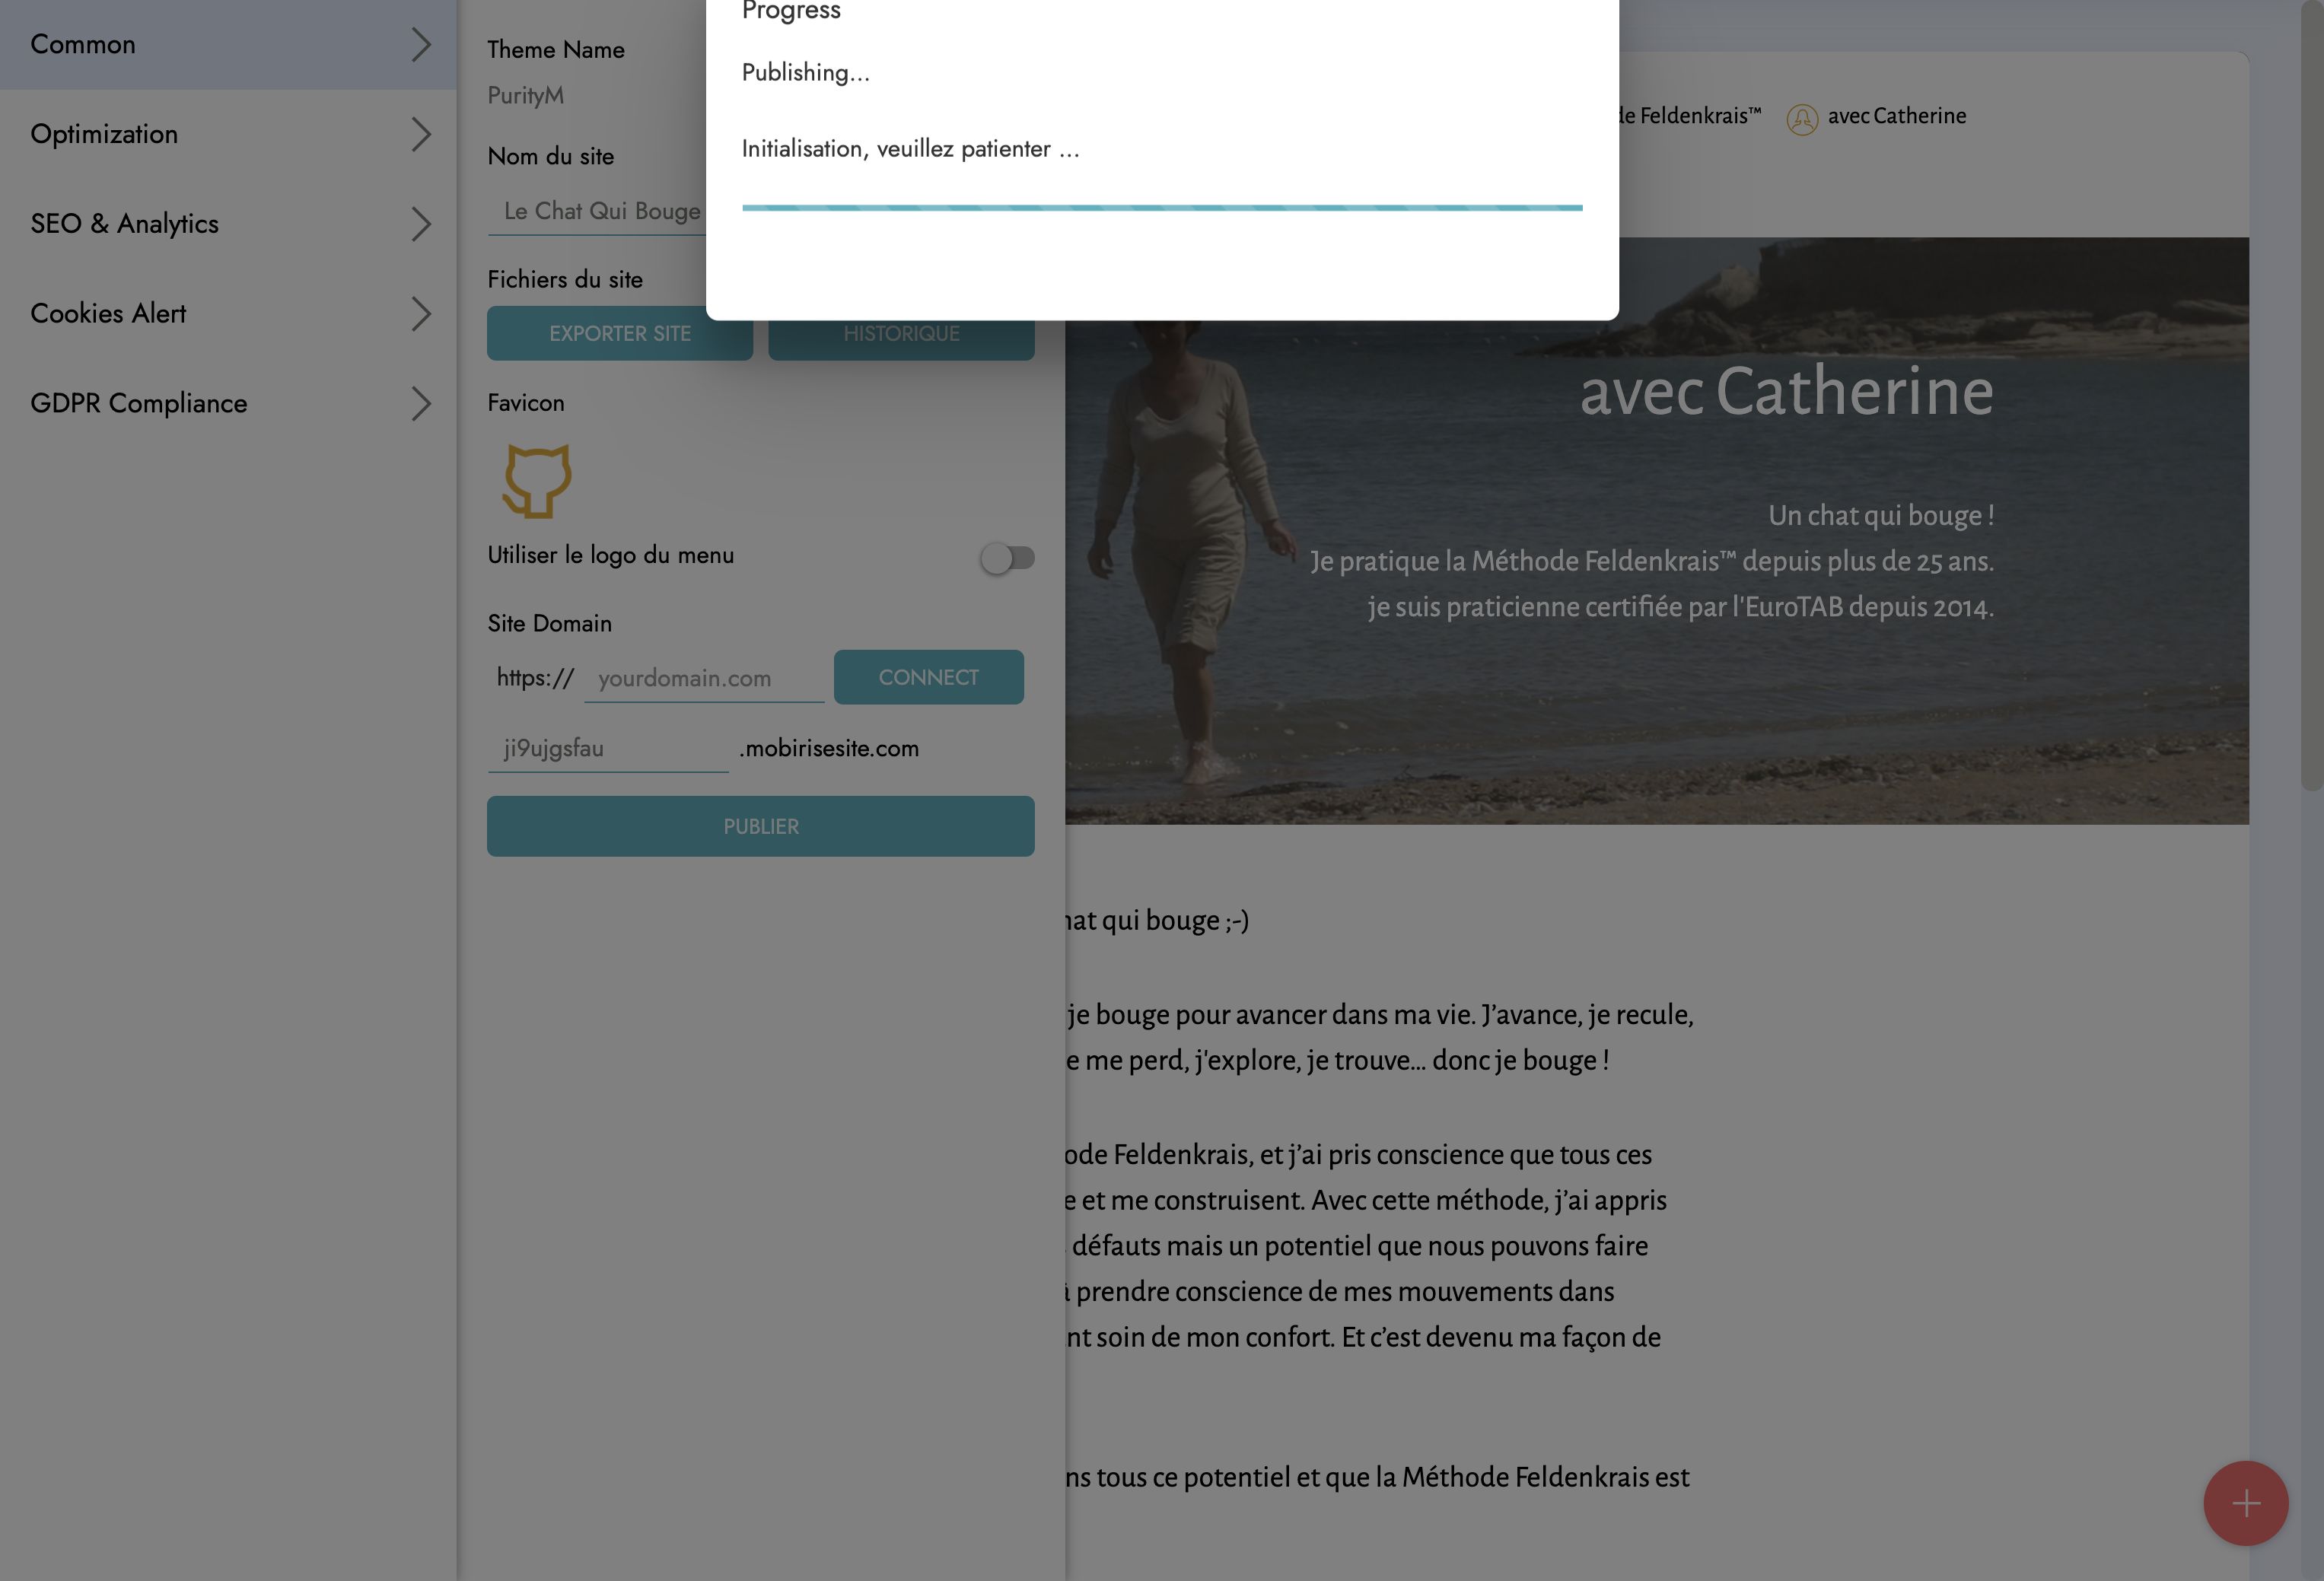 Common
Optimization
SEO & Analytics
Cookies Alert
GDPR Compliance
Theme Name
PurityM
Nom du site
Le Chat Qui Bouge
Fichiers du site
EXPORTER SITE
HISTORIQUE
Favicon
Utiliser le logo du menu
Site Domain
https://
yourdomain.com
CONNECT
ji9ujgsfau
.mobirisesite.com
PUBLIER
Progress
Publishing...
Initialisation, veuillez patienter ...
de Feldenkrais™
avec Catherine
avec Catherine
Un chat qui bouge !
Je pratique la Méthode Feldenkrais™ depuis plus de 25 ans.
je suis praticienne certifiée par l'EuroTAB depuis 2014.
hat qui bouge ;-)
je bouge pour avancer dans ma vie. J’avance, je recule,
e me perd, j'explore, je trouve... donc je bouge !
ode Feldenkrais, et j’ai pris conscience que tous ces
e et me construisent. Avec cette méthode, j’ai appris
défauts mais un potentiel que nous pouvons faire
à prendre conscience de mes mouvements dans
nt soin de mon confort. Et c’est devenu ma façon de
ns tous ce potentiel et que la Méthode Feldenkrais est